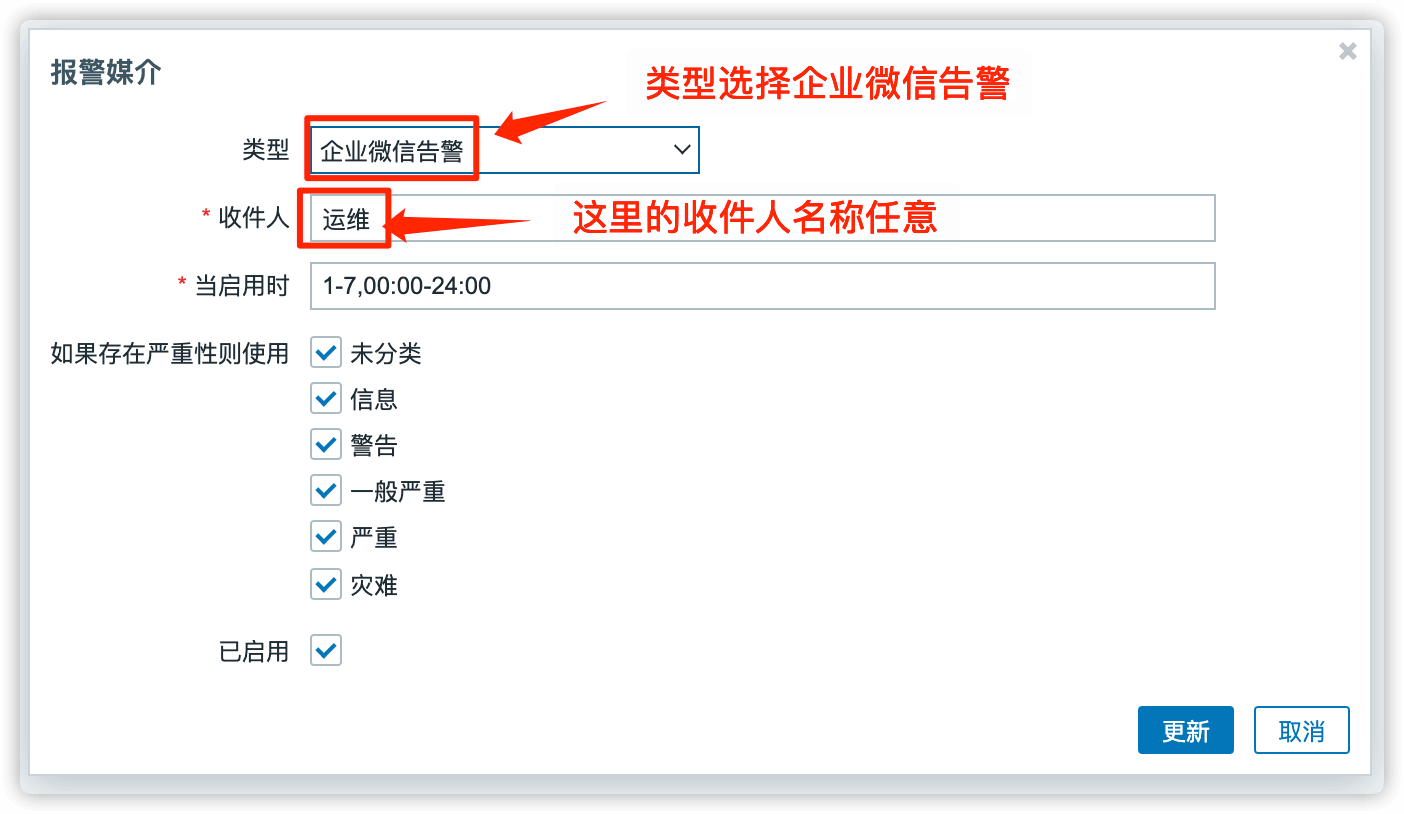 报警媒介
类型选择企业微信告警
类型
企业微信告警
* 收件人
运维
这里的收件人名称任意
* 当启用时
1-7,00:00-24:00
如果存在严重性则使用
未分类
信息
警告
一般严重
严重
灾难
已启用
更新
取消